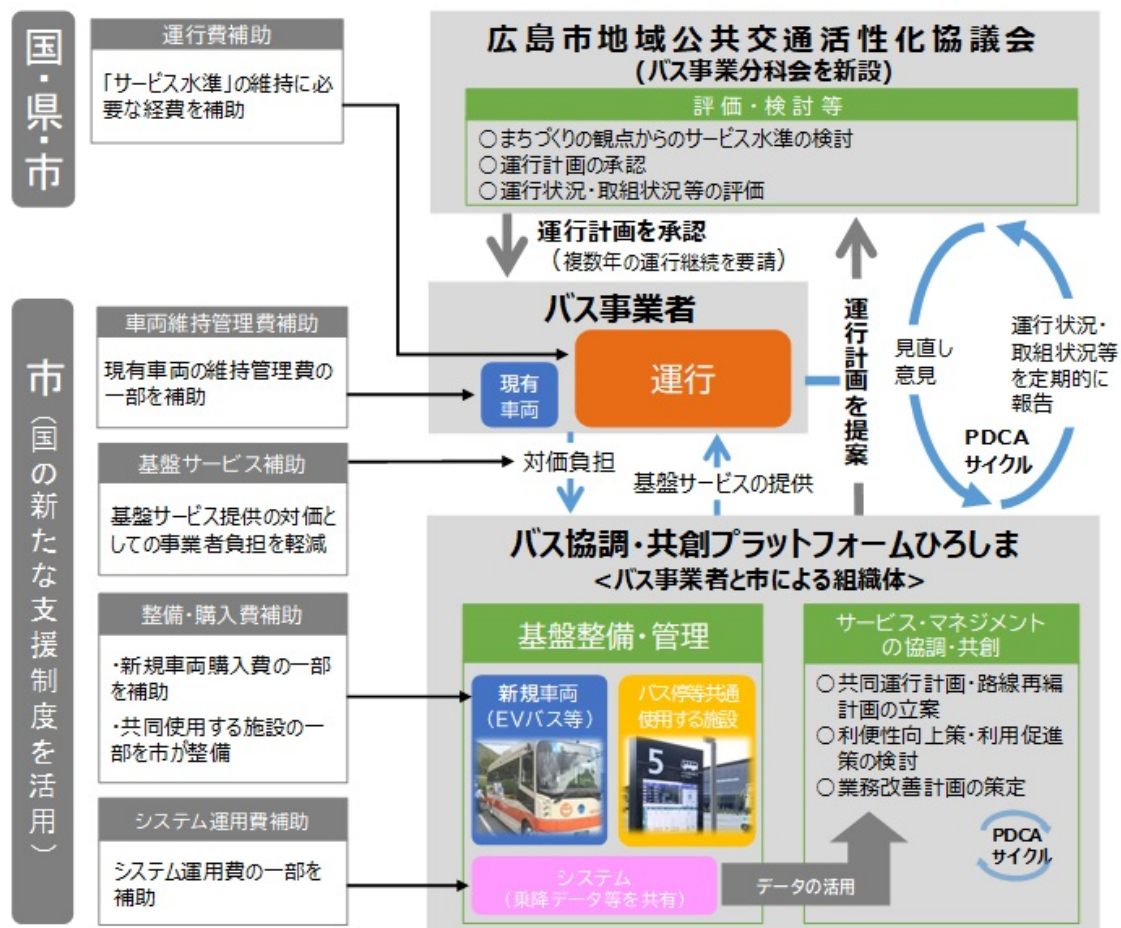 国・県・市
運行費補助
「サービス水準」の維持に必
要な経費を補助
広島市地域公共交通活性化協議会
(バス事業分科会を新設)
評価・検討等
○まちづくりの観点からのサービス水準の検討
○運行計画の承認
○運行状況・取組状況等の評価
運行計画を承認
(複数年の運行継続を要請)
市(国の新たな支援制度を活用)
車両維持管理費補助
現有車両の維持管理費の
一部を補助
バス事業者
現有
車両
運行
運行計画を提案
見直し
意見
運行状況・
取組状況等
を定期的に
報告
PDCA
サイクル
基盤サービス補助
基盤サービス提供の対価と
しての事業者負担を軽減
対価負担
基盤サービスの提供
バス協調・共創プラットフォームひろしま
<バス事業者と市による組織体>
整備・購入費補助
・新規車両購入費の一部
を補助
・共同使用する施設の一
部を市が整備
基盤整備・管理
新規車両
(EVバス等)
バス停等共通
使用する施設
5
サービス・マネジメント
の協調・共創
○共同運行計画・路線再編
計画の立案
○利便性向上策・利用促進
策の検討
○業務改善計画の策定
PDCA
サイクル
システム運用費補助
システム運用費の一部を
補助
システム
(乗降データ等を共有)
データの活用